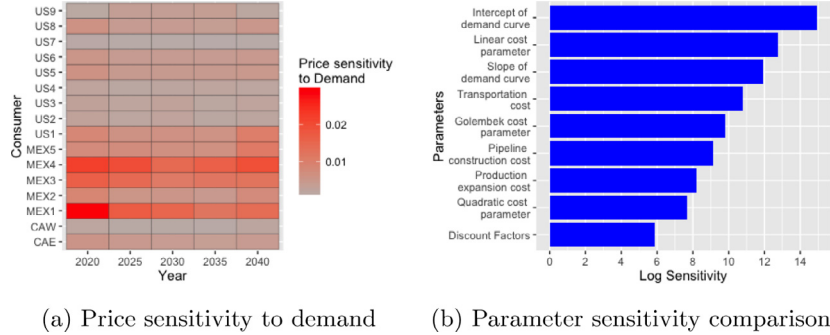 US9
US8
US7
US6
US5
US4
US3
US2
US1
MEX5
MEX4
MEX3
MEX2
MEX1
CAW
CAE
Consumer
2020 2025 2030 2035 2040
Year
Price sensitivity
to Demand
0.02
0.01
(a) Price sensitivity to demand
Parameters
Intercept of
demand curve
Linear cost
parameter
Slope of
demand curve
Transportation
cost
Golombek cost
parameter
Pipeline
construction cost
Production
expansion cost
Quadratic cost
parameter
Discount Factors
0 2 4 6 8 10 12 14
Log Sensitivity
(b) Parameter sensitivity comparison